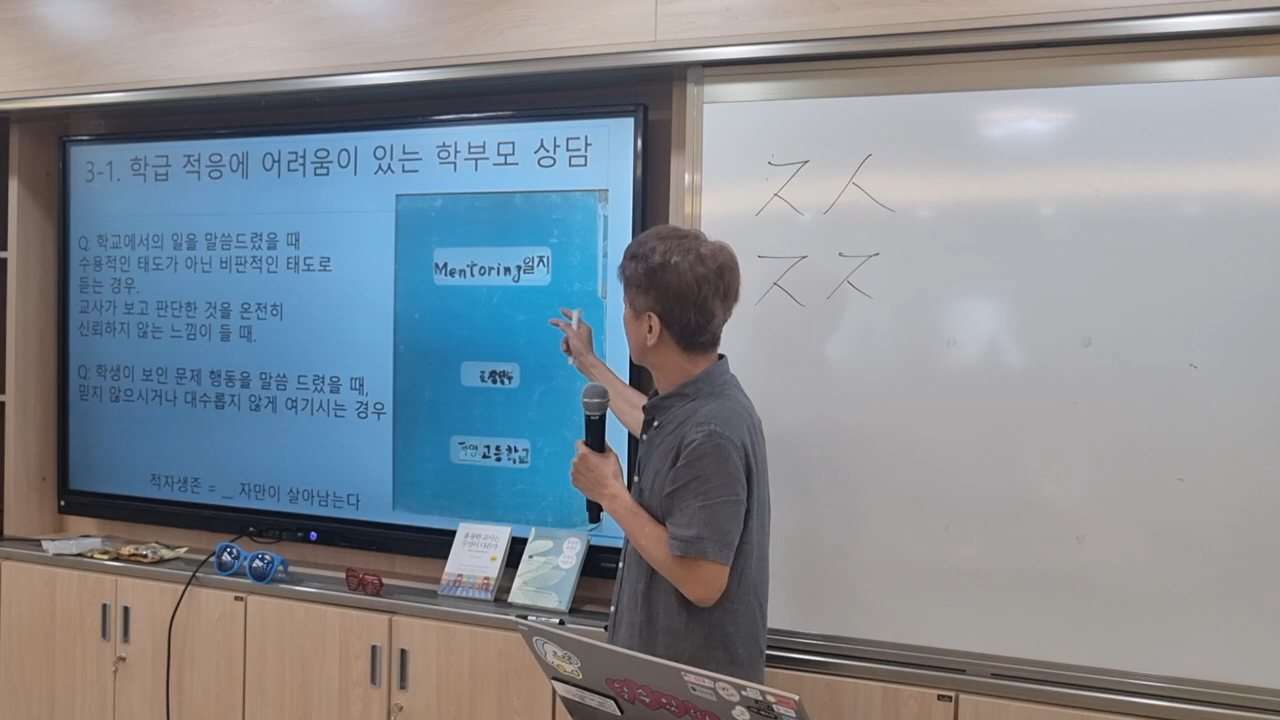 3-1. 학급 적응에 어려움이 있는 학부모 상담
Q: 학교에서의 일을 말씀드렸을 때
수용적인 태도가 아닌 비판적인 태도로
듣는 경우.
교사가 보고 판단한 것을 온전히
신뢰하지 않는 느낌이 들 때.
Q: 학생이 보인 문제 행동을 말씀 드렸을 때,
믿지 않으시거나 대수롭지 않게 여기시는 경우
적자생존 = _ 자만이 살아남는다
Mentoring일지
고등학교
ㅈㅅ
ㅈㅈ